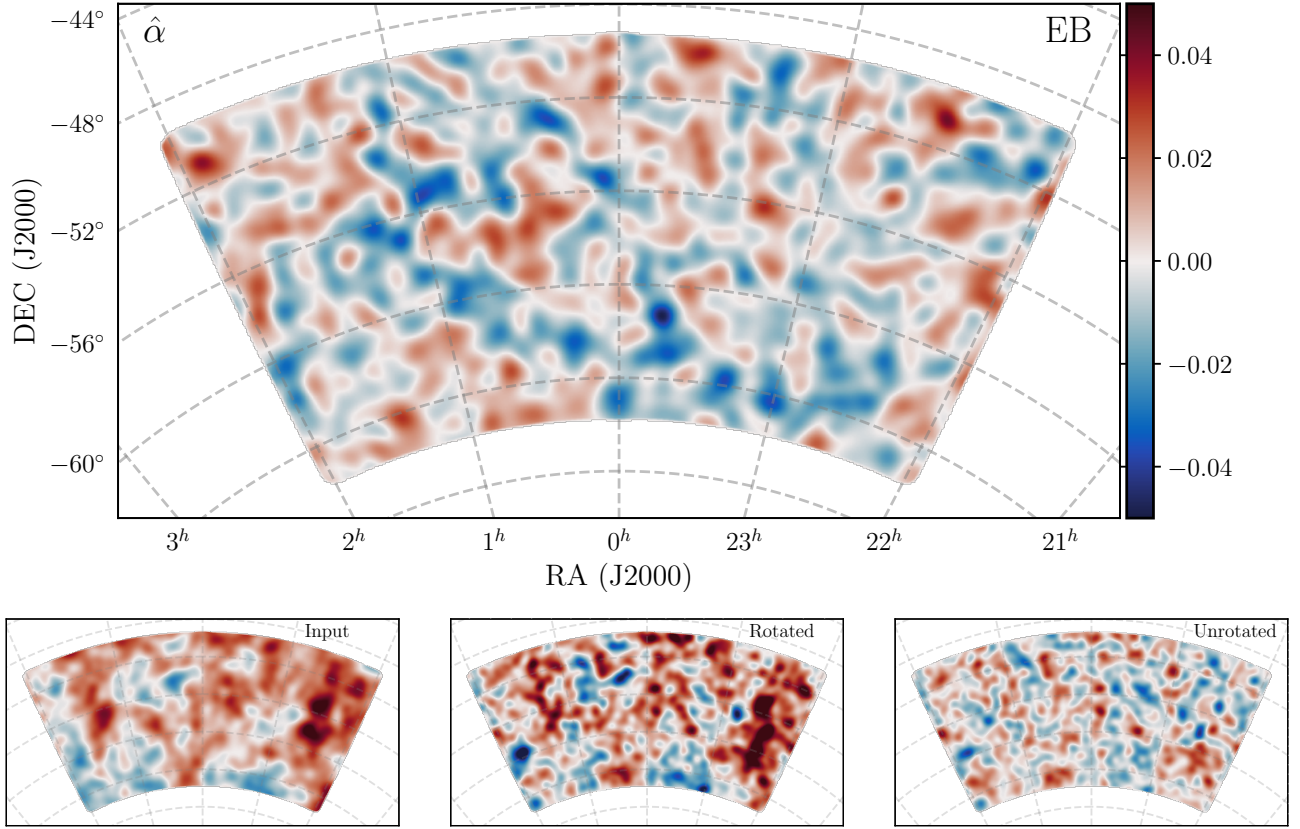 α̂
EB
−44°
−48°
−52°
−56°
−60°
DEC (J2000)
0.04
0.02
0.00
−0.02
−0.04
3ʰ 2ʰ 1ʰ 0ʰ 23ʰ 22ʰ 21ʰ
RA (J2000)
Input
Rotated
Unrotated